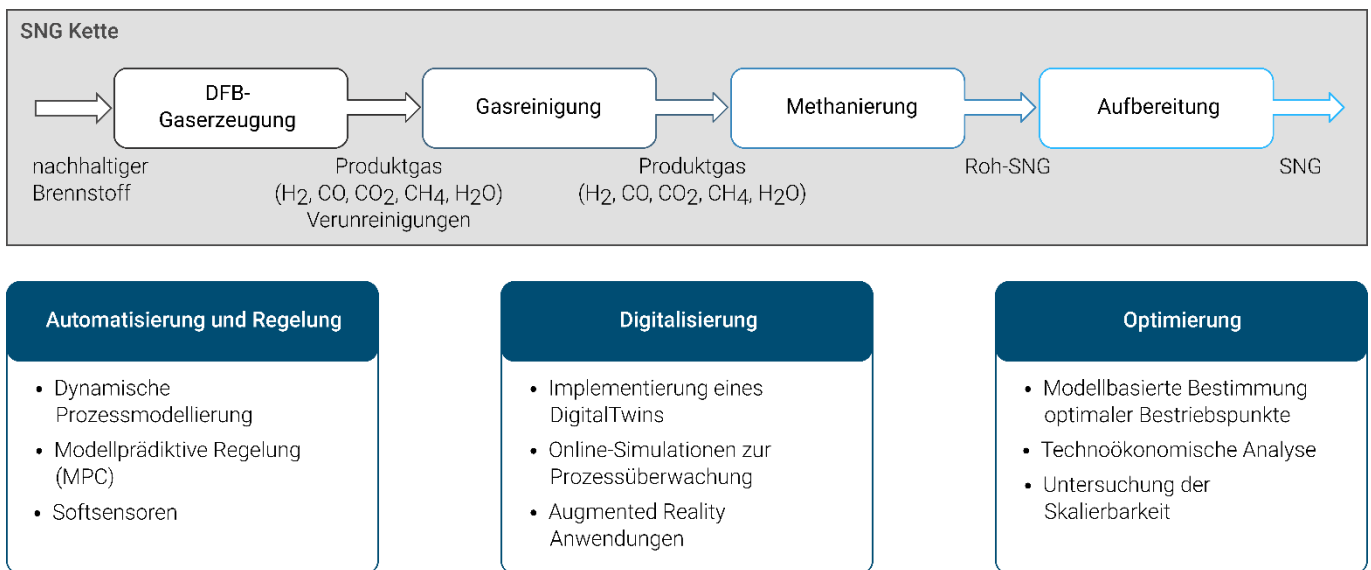 SNG Kette
DFB-
Gaserzeugung
Gasreinigung
Methanierung
Aufbereitung
nachhaltiger
Brennstoff
Produktgas
(H2, CO, CO2, CH4, H2O)
Verunreinigungen
Produktgas
(H2, CO, CO2, CH4, H2O)
Roh-SNG
SNG
Automatisierung und Regelung
• Dynamische
Prozessmodellierung
• Modellprädiktive Regelung
(MPC)
• Softsensoren
Digitalisierung
• Implementierung eines
DigitalTwins
• Online-Simulationen zur
Prozessüberwachung
• Augmented Reality
Anwendungen
Optimierung
• Modellbasierte Bestimmung
optimaler Bestriebspunkte
• Technoökonomische Analyse
• Untersuchung der
Skalierbarkeit